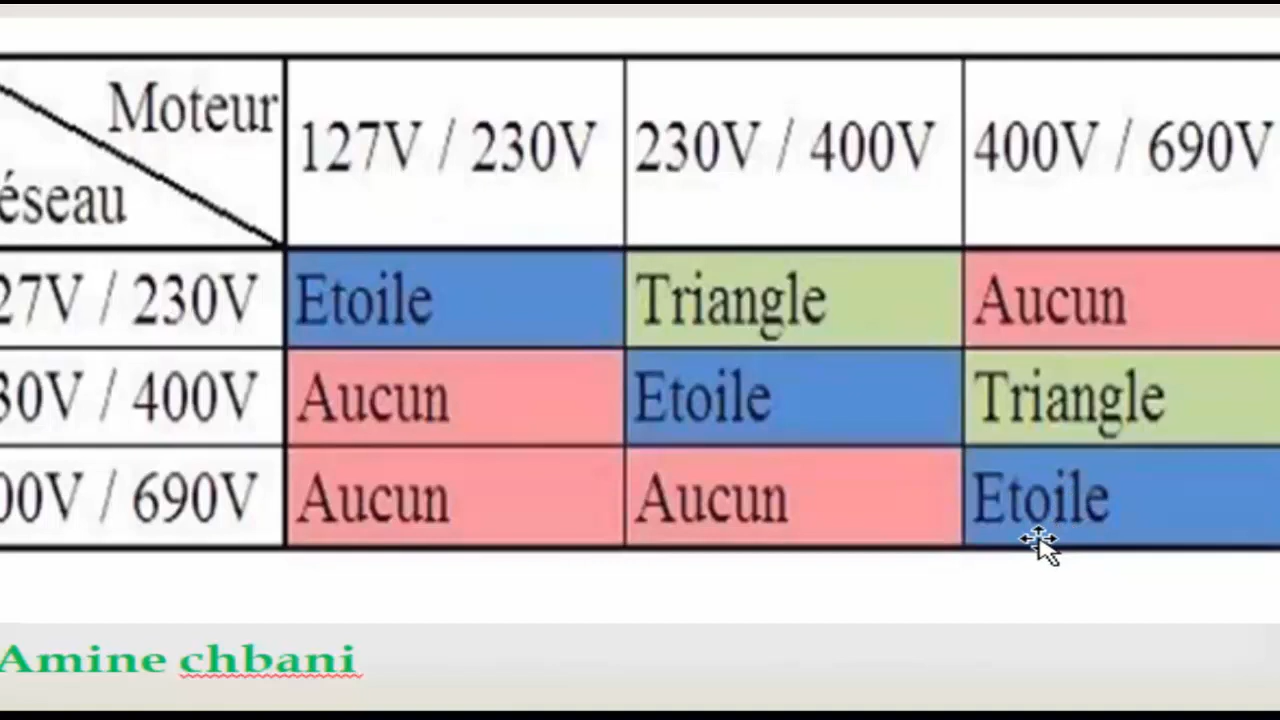 Moteur
éseau
127V / 230V
230V / 400V
400V / 690V
27V / 230V
Etoile
Triangle
Aucun
30V / 400V
Aucun
Etoile
Triangle
00V / 690V
Aucun
Aucun
Etoile
Amine chbani